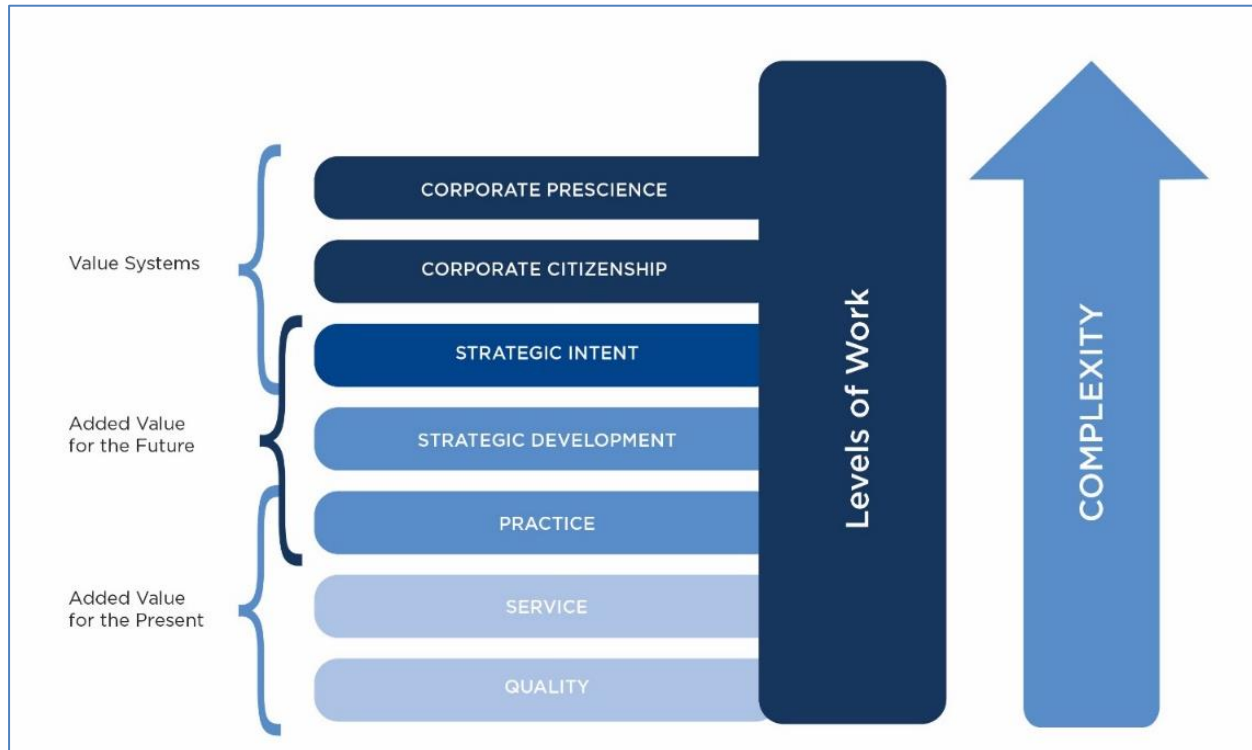 CORPORATE PRESCIENCE
Value Systems
CORPORATE CITIZENSHIP
STRATEGIC INTENT
Added Value
for the Future
STRATEGIC DEVELOPMENT
PRACTICE
Added Value
for the Present
SERVICE
QUALITY
Levels of Work
COMPLEXITY